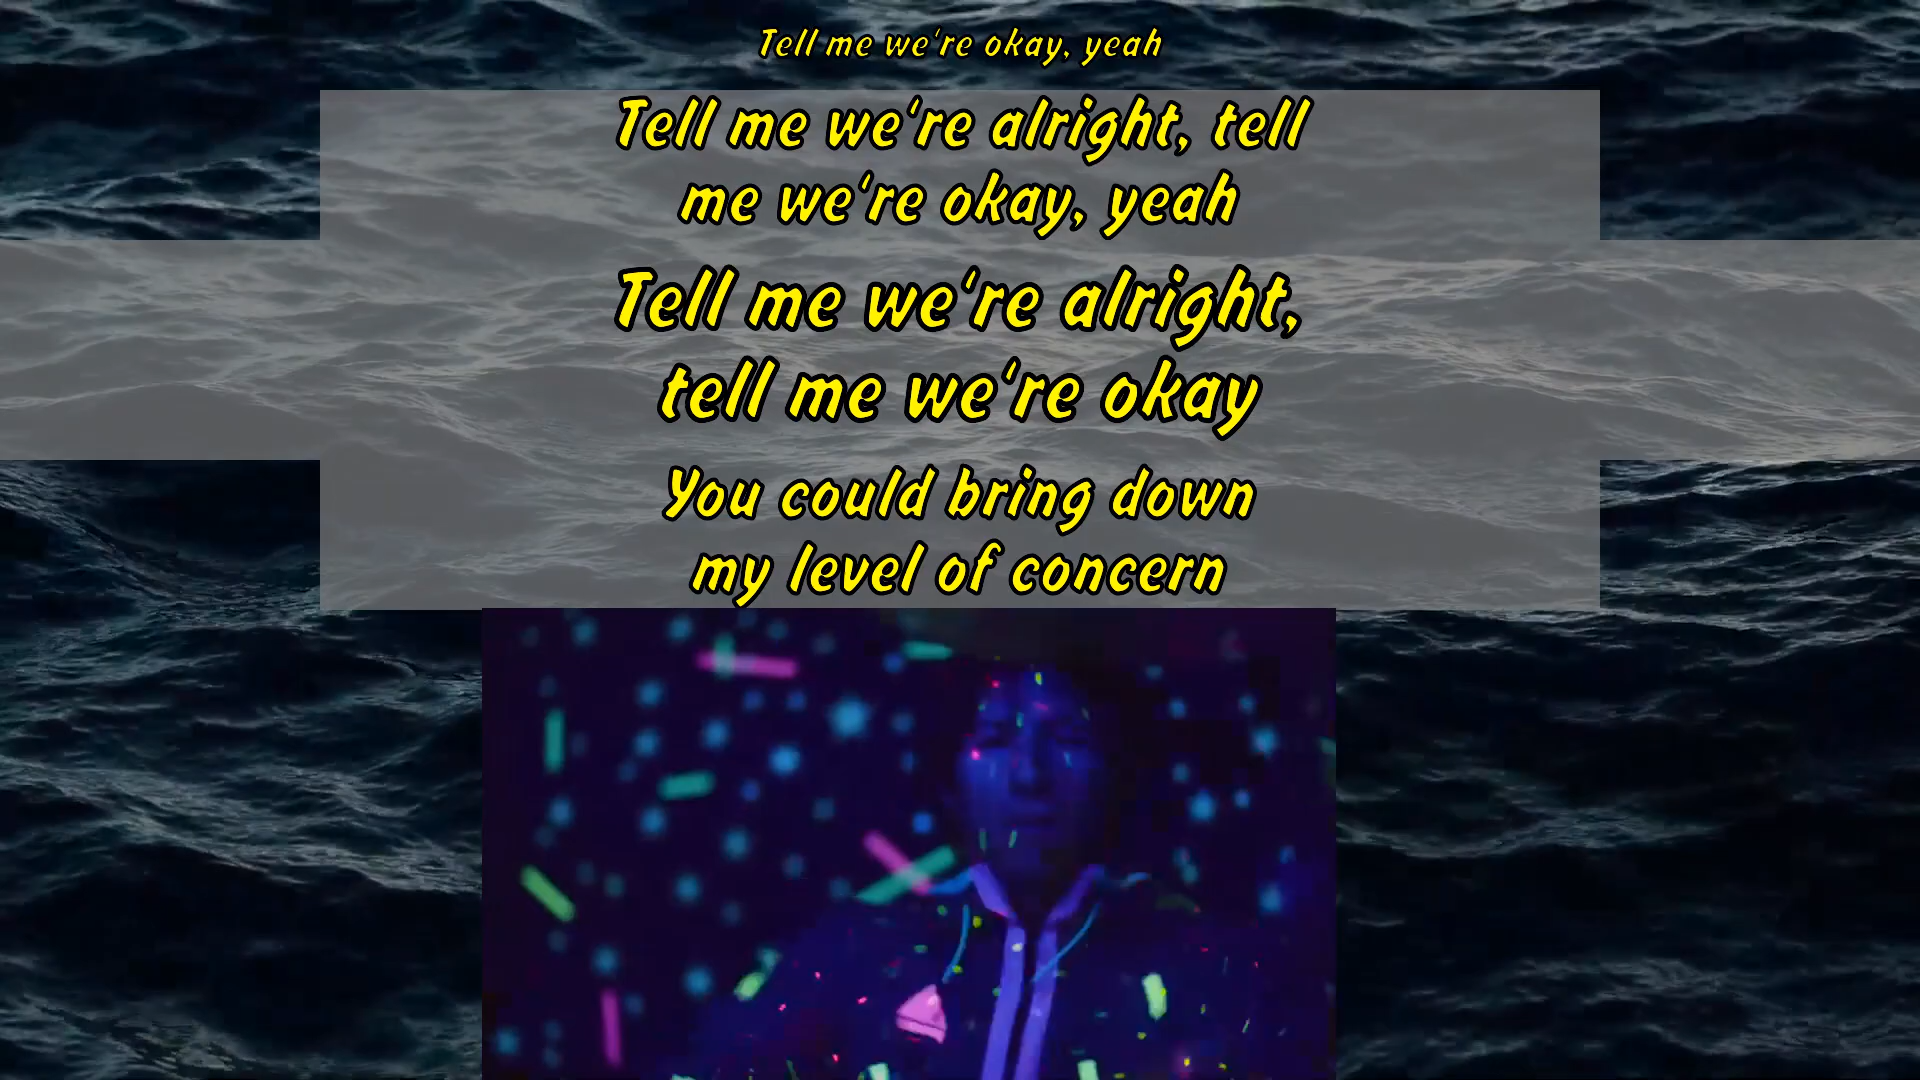 Tell me we're okay, yeah
Tell me we're alright, tell
me we're okay, yeah
Tell me we're alright,
tell me we're okay
You could bring down
my level of concern